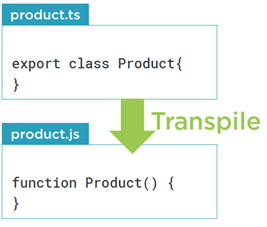 product.ts
export class Product{
}
Transpile
product.js
function Product() {
}